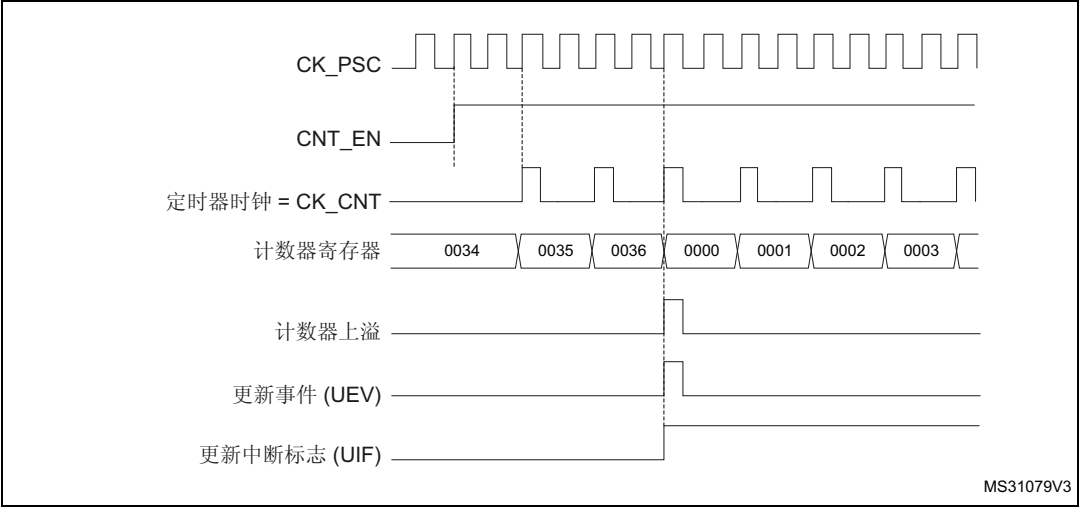 CK_PSC
CNT_EN
定时器时钟 = CK_CNT
计数器寄存器 0034 0035 0036 0000 0001 0002 0003
计数器上溢
更新事件 (UEV)
更新中断标志 (UIF)
MS31079V3